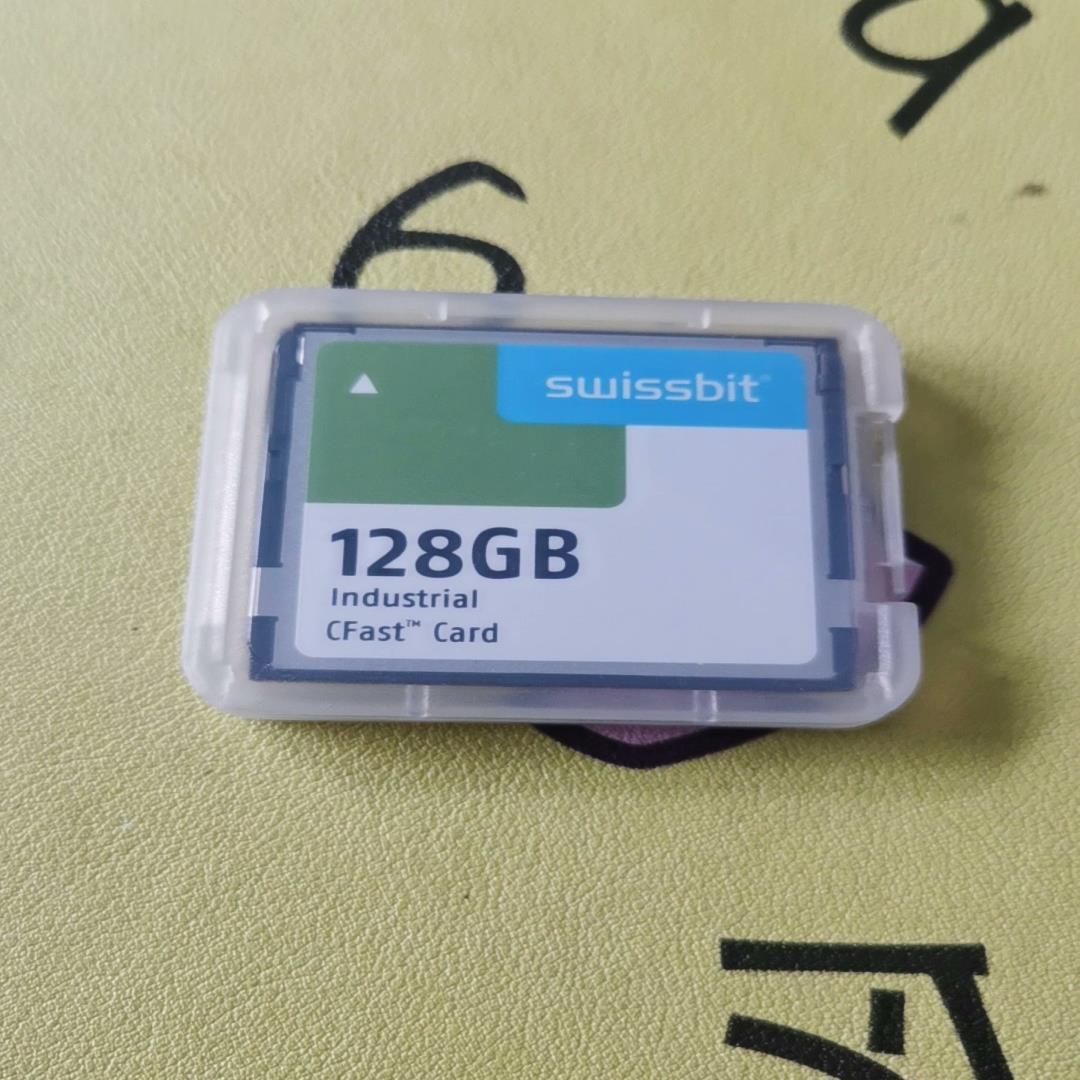 swissbit®
128GB
Industrial
CFast™ Card